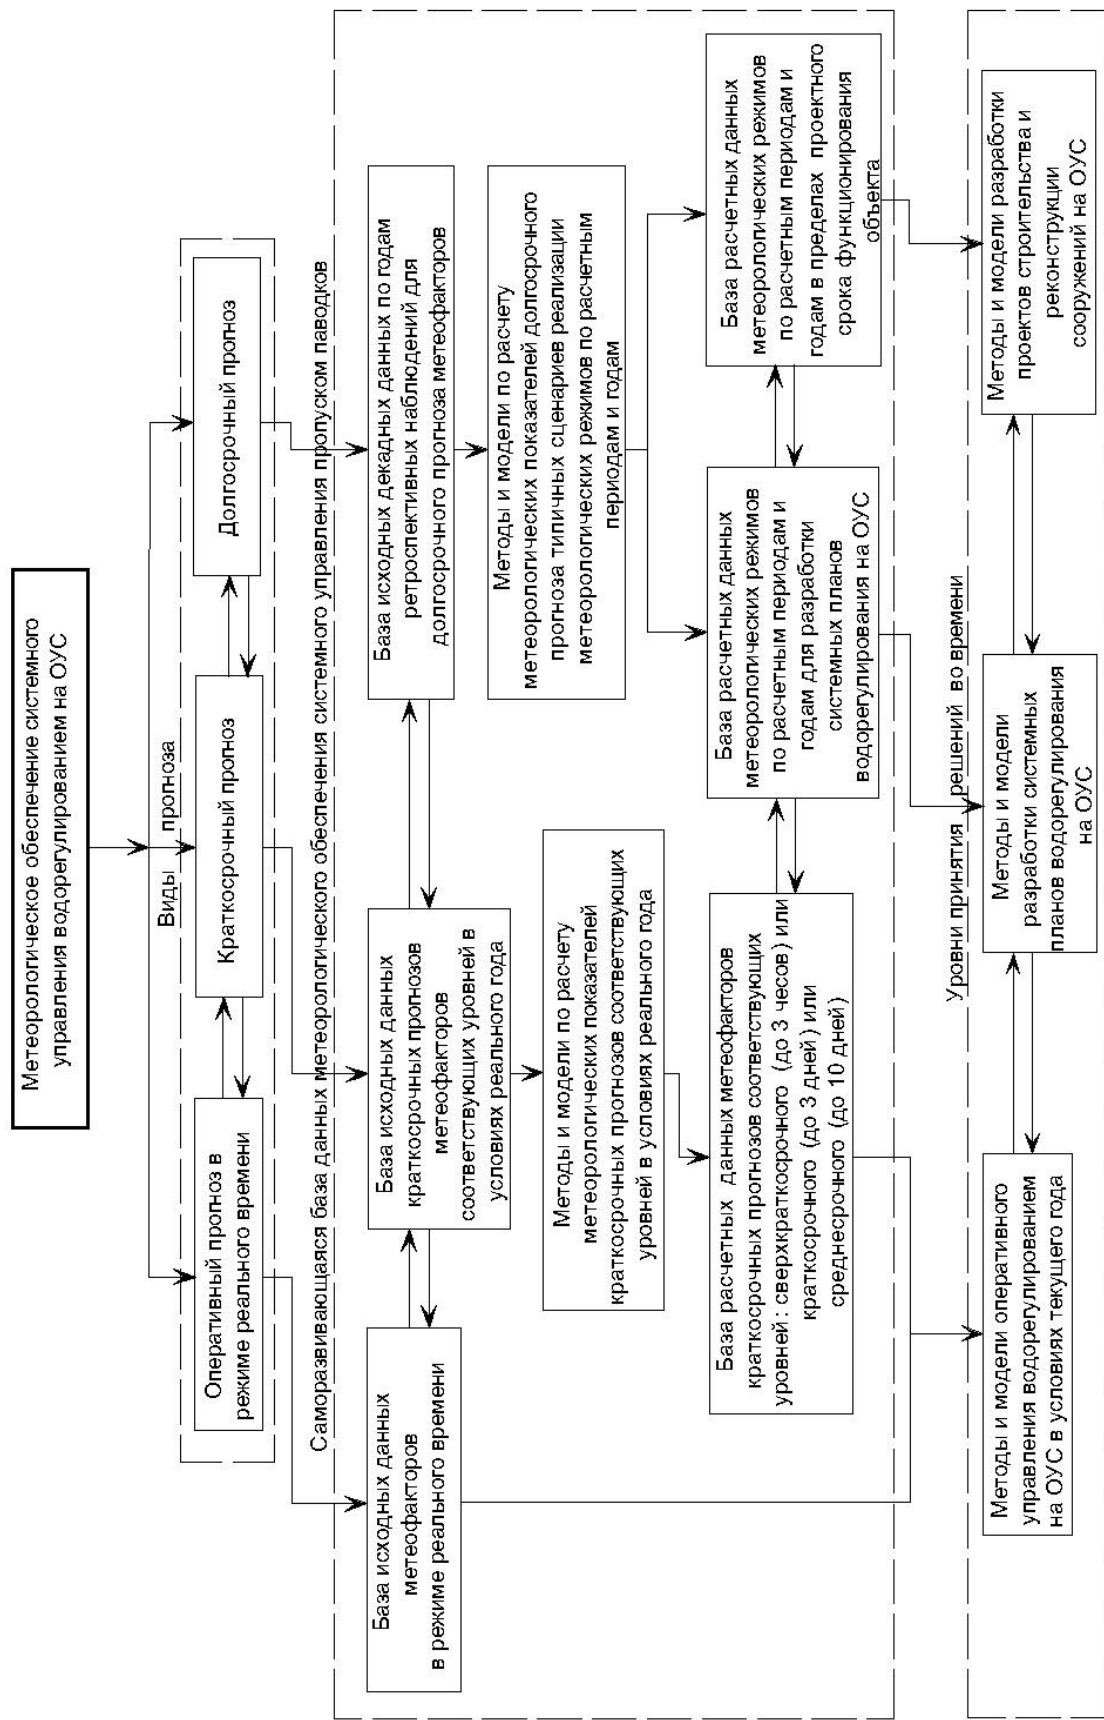 Метеорологическое обеспечение системного
управления водорегулированием на ОУС
Виды прогноза
Оперативный прогноз в
режиме реального времени
Краткосрочный прогноз
Долгосрочный прогноз
Саморазвивающаяся база данных метеорологического обеспечения системного управления пропуском паводков
База исходных данных
метеофакторов
в режиме реального времени
База исходных данных
краткосрочных прогнозов
метеофакторов
соответствующих уровней в
условиях реального года
База исходных декадных данных по годам
ретроспективных наблюдений для
долгосрочного прогноза метеофакторов
Методы и модели по расчету
метеорологических показателей
краткосрочных прогнозов соответствующих
уровней в условиях реального года
Методы и модели по расчету
метеорологических показателей долгосрочного
прогноза типичных сценариев реализации
метеорологических режимов по расчетным
периодам и годам
База расчетных данных метеофакторов
краткосрочных прогнозов соответствующих
уровней: сверхкраткосрочного (до 3 чесов) или
краткосрочного (до 3 дней) или
среднесрочного (до 10 дней)
База расчетных данных
метеорологических режимов
по расчетным периодам и
годам для разработки
системных планов
водорегулирования на ОУС
База расчетных данных
метеорологических режимов
по расчетным периодам и
годам в пределах проектного
срока функционирования
объекта
Уровни принятия решений во времени
Методы и модели оперативного
управления водорегулированием
на ОУС в условиях текущего года
Методы и модели
разработки системных
планов водорегулирования
на ОУС
Методы и модели разработки
проектов строительства и
реконструкции
сооружений на ОУС